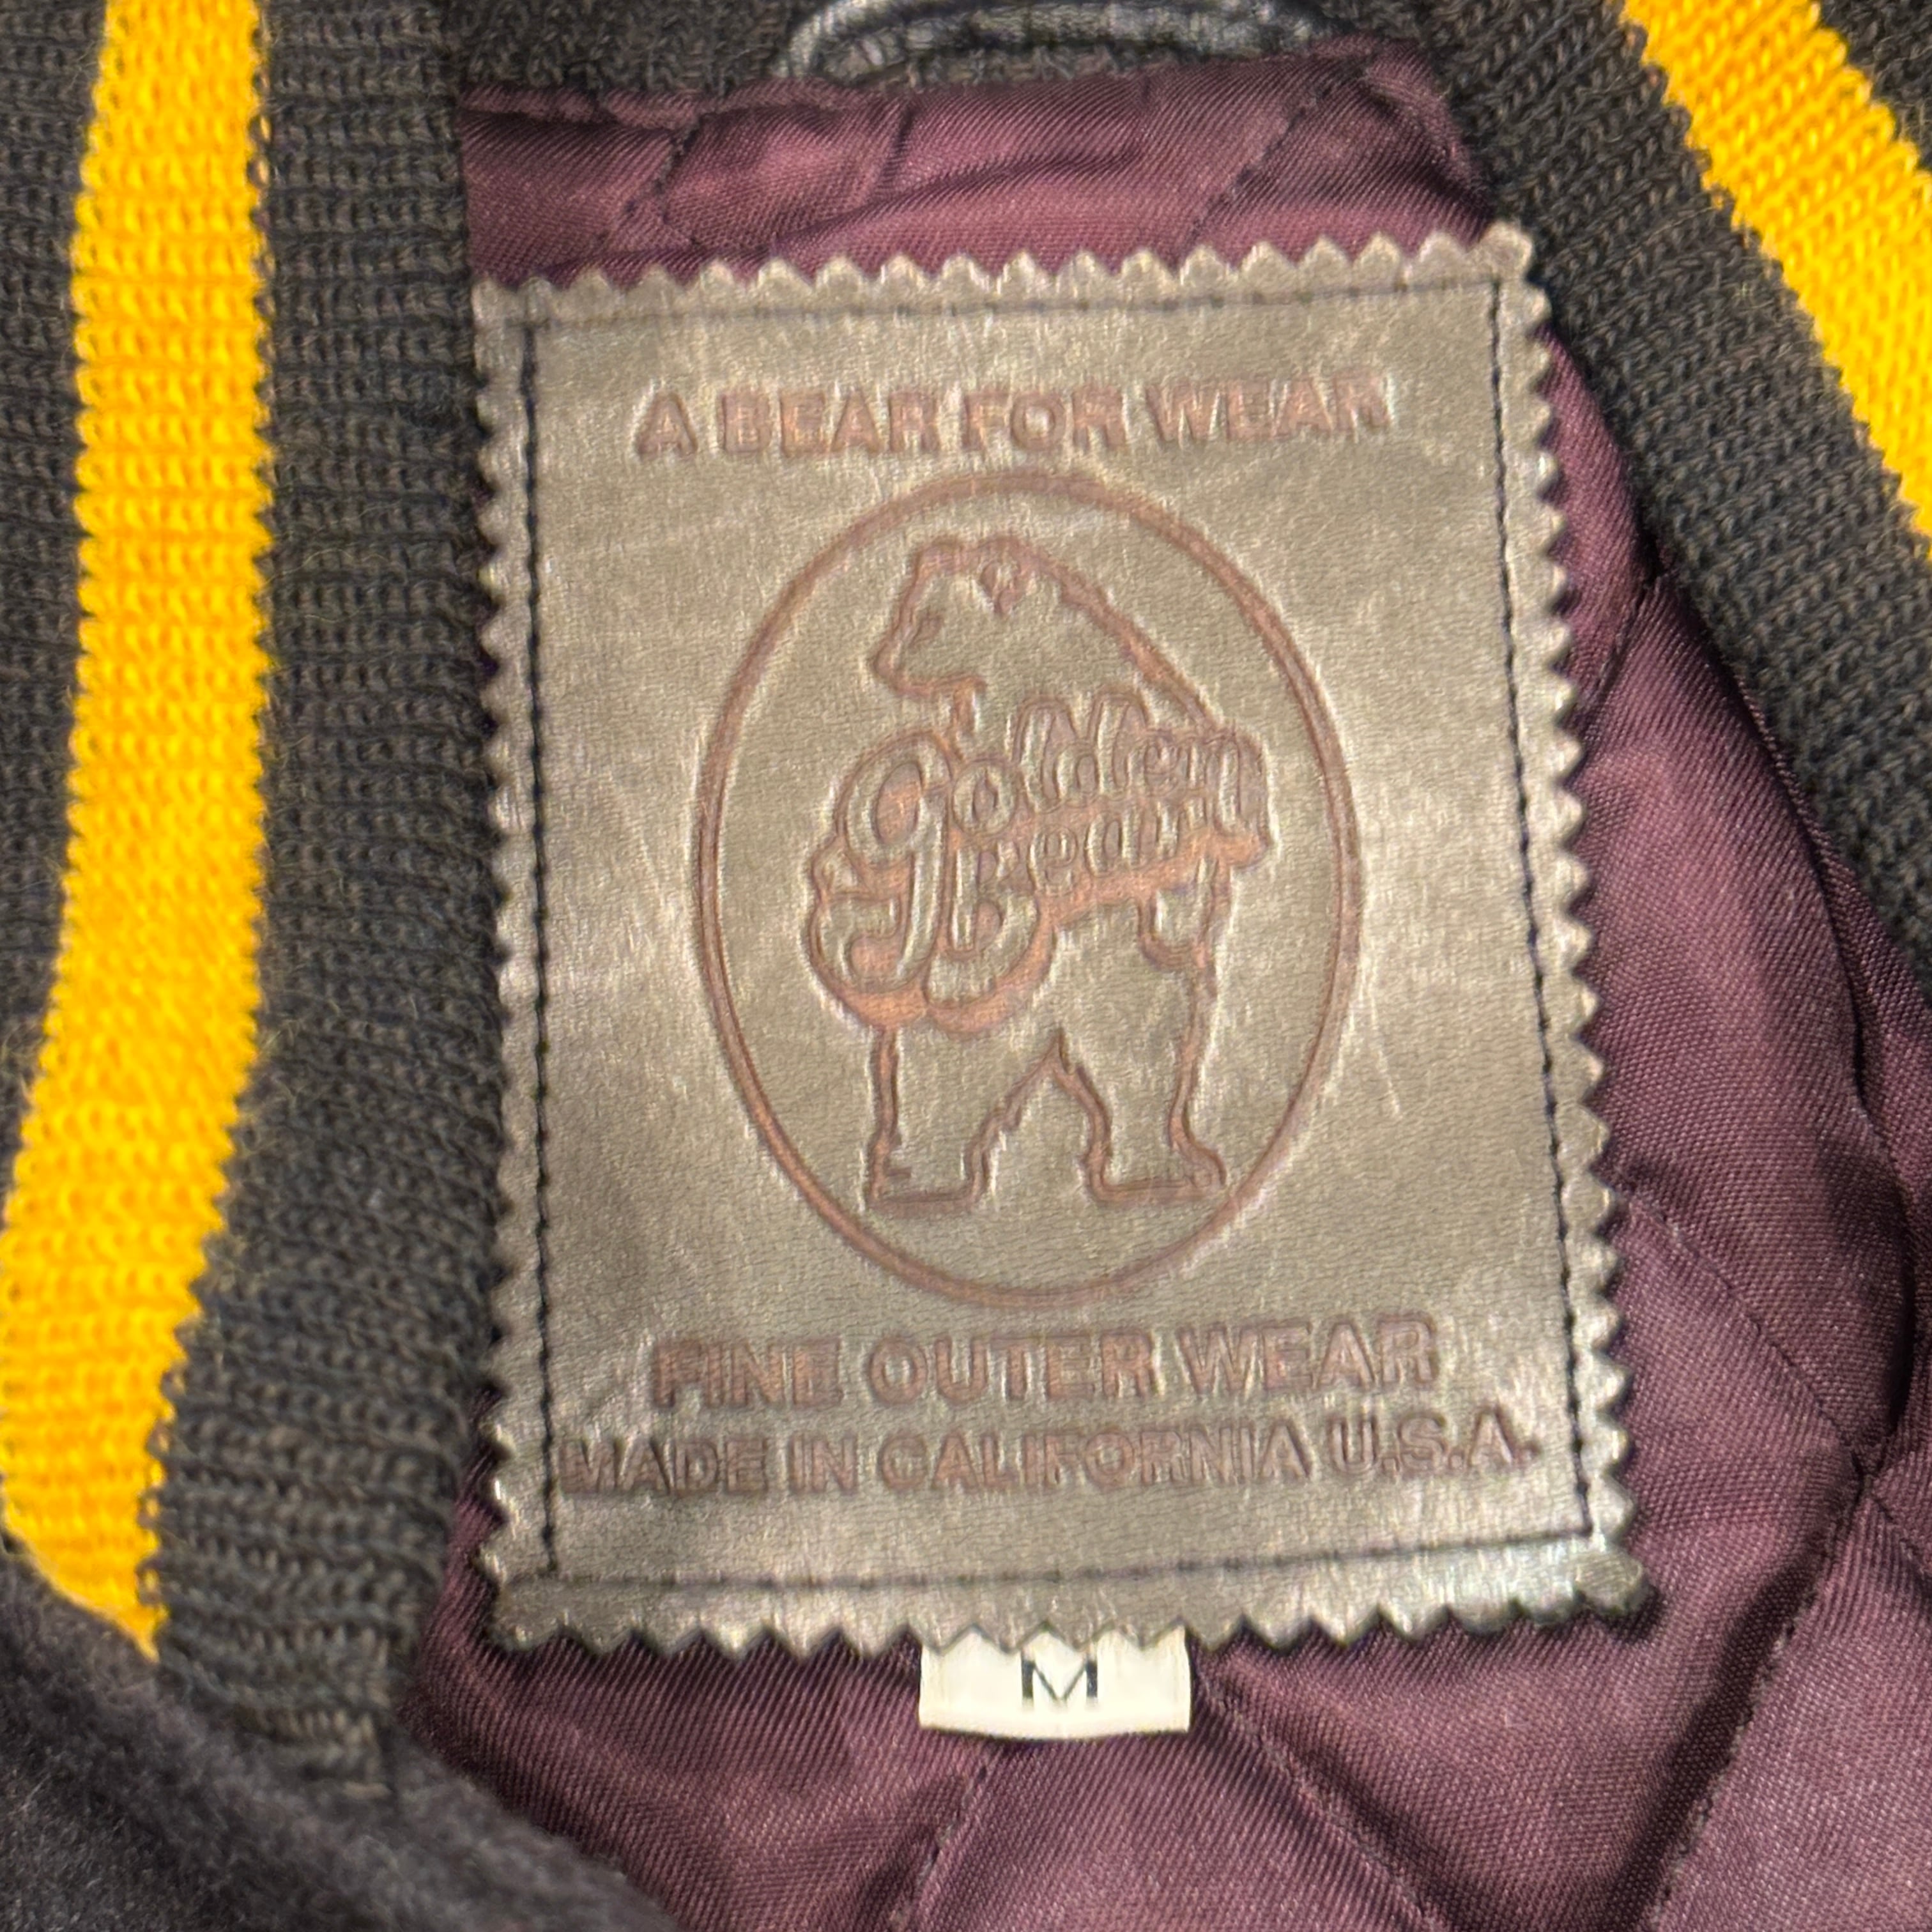 A BEAR FOR WEAR
Golden
Bear
FINE OUTER WEAR
MADE IN CALIFORNIA U.S.A.
M